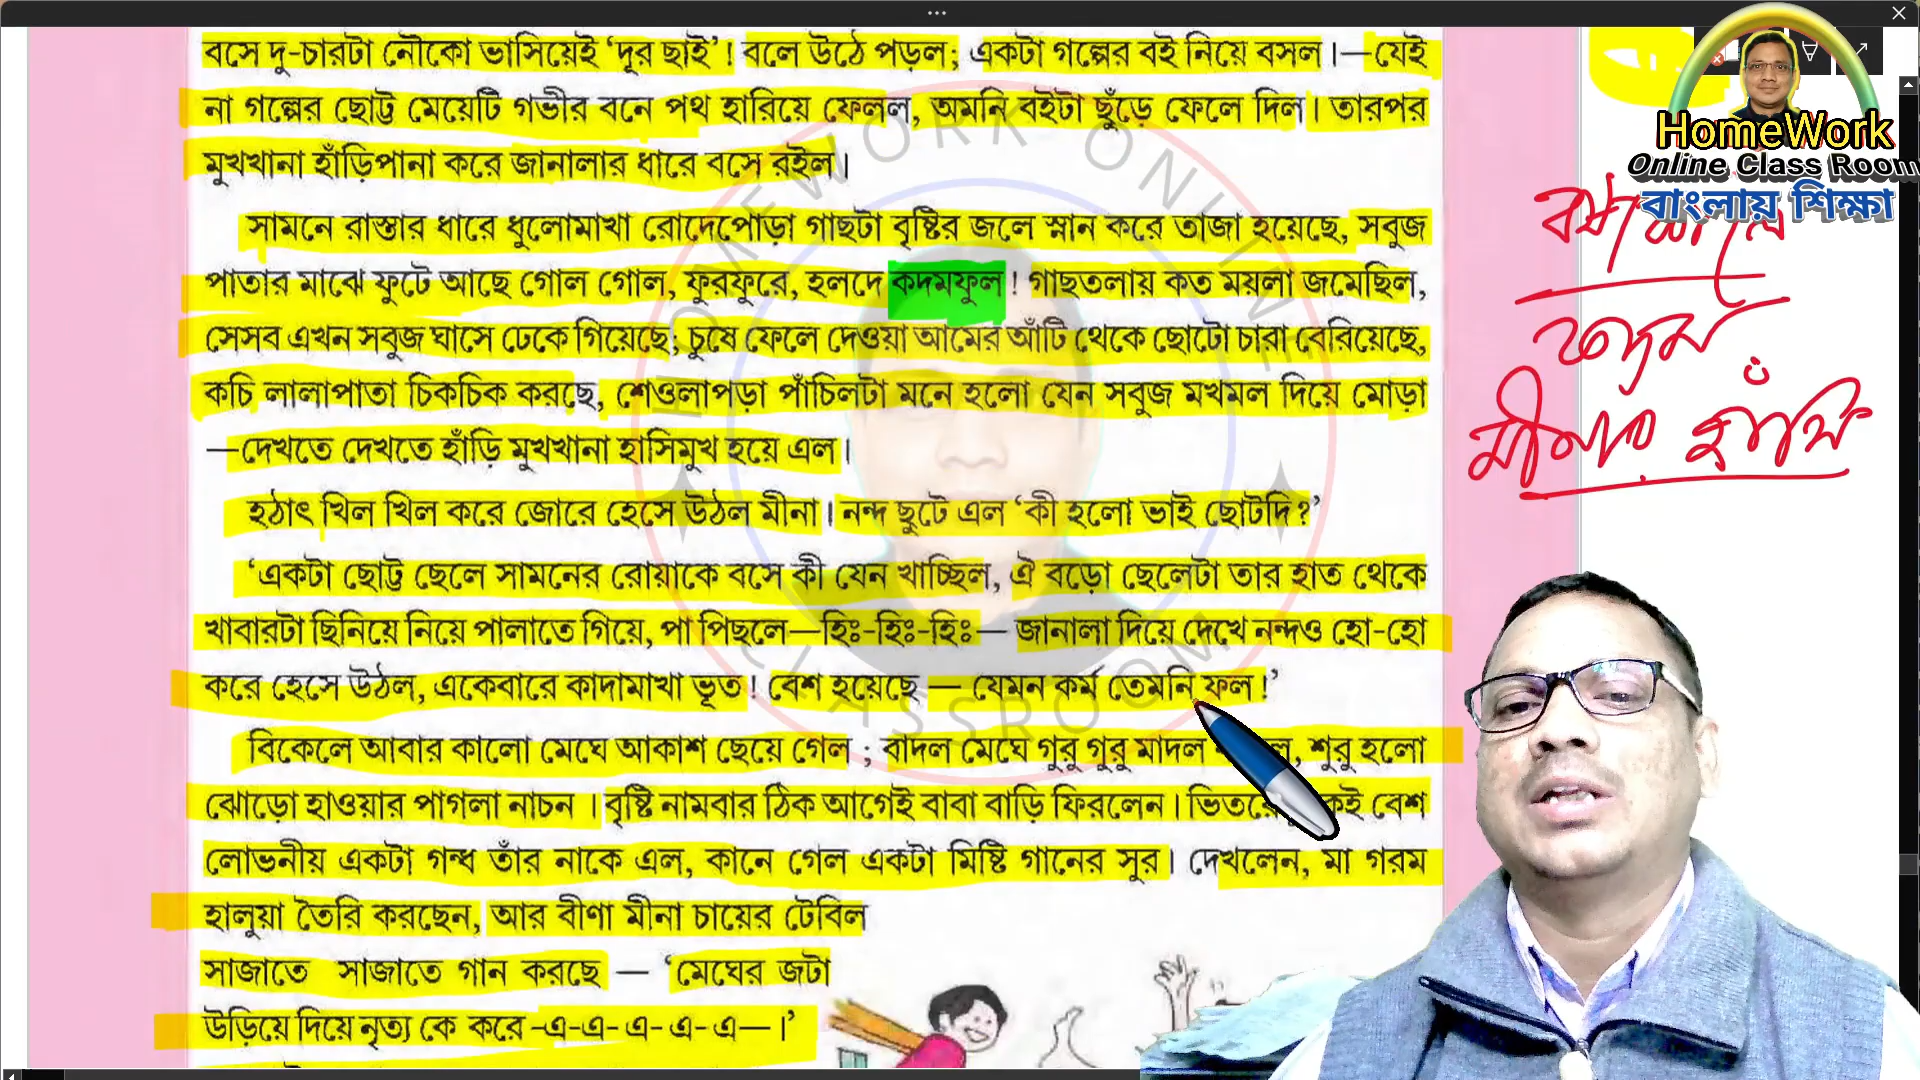 বসে দু-চারটা নৌকো ভাসিয়েই ‘দূর ছাই’! বলে উঠে পড়ল; একটা গল্পের বই নিয়ে বসল।—যেই
না গল্পের ছোট্ট মেয়েটি গভীর বনে পথ হারিয়ে ফেলল, অমনি বইটা ছুঁড়ে ফেলে দিল। তারপর
মুখখানা হাঁড়িপানা করে জানালার ধারে বসে রইল।
সামনে রাস্তার ধারে ধুলোমাখা রোদেপোড়া গাছটা বৃষ্টির জলে স্নান করে তাজা হয়েছে, সবুজ
পাতার মাঝে ফুটে আছে গোল গোল, ফুরফুরে, হলদে কদমফুল! গাছতলায় কত ময়লা জমেছিল,
সেসব এখন সবুজ ঘাসে ঢেকে গিয়েছে; চুষে ফেলে দেওয়া আমের আঁটি থেকে ছোটো চারা বেরিয়েছে,
কচি লালাপাতা চিকচিক করছে, শেওলাপড়া পাঁচিলটা মনে হলো যেন সবুজ মখমল দিয়ে মোড়া
—দেখতে দেখতে হাঁড়ি মুখখানা হাসিমুখ হয়ে এল।
হঠাৎ খিল খিল করে জোরে হেসে উঠল মীনা। নন্দ ছুটে এল ‘কী হলো ভাই ছোটদি?’
‘একটা ছোট্ট ছেলে সামনের রোয়াকে বসে কী যেন খাচ্ছিল, ঐ বড়ো ছেলেটা তার হাত থেকে
খাবারটা ছিনিয়ে নিয়ে পালাতে গিয়ে, পা পিছলে—হিঃ-হিঃ-হিঃ— জানালা দিয়ে দেখে নন্দও হো-হো
করে হেসে উঠল, একেবারে কাদামাখা ভূত! বেশ হয়েছে — যেমন কর্ম তেমনি ফল!’
বিকেলে আবার কালো মেঘে আকাশ ছেয়ে গেল ; বাদল মেঘে গুরু গুরু মাদল শুরু হলো
ঝোড়ো হাওয়ার পাগলা নাচন । বৃষ্টি নামবার ঠিক আগেই বাবা বাড়ি ফিরলেন। বেশ
লোভনীয় একটা গন্ধ তাঁর নাকে এল, কানে গেল একটা মিষ্টি গানের সুর। দেখলেন, মা গরম
হালুয়া তৈরি করছেন, আর বীণা মীনা চায়ের টেবিল
সাজাতে সাজাতে গান করছে — ‘মেঘের জটা
উড়িয়ে দিয়ে নৃত্য কে করে -এ-এ- এ- এ- এ—।’
HOMEWORK ONLINE
CLASSROOM
HomeWork
Online Class Room
বাংলায় শিক্ষা
কদম
মীনার